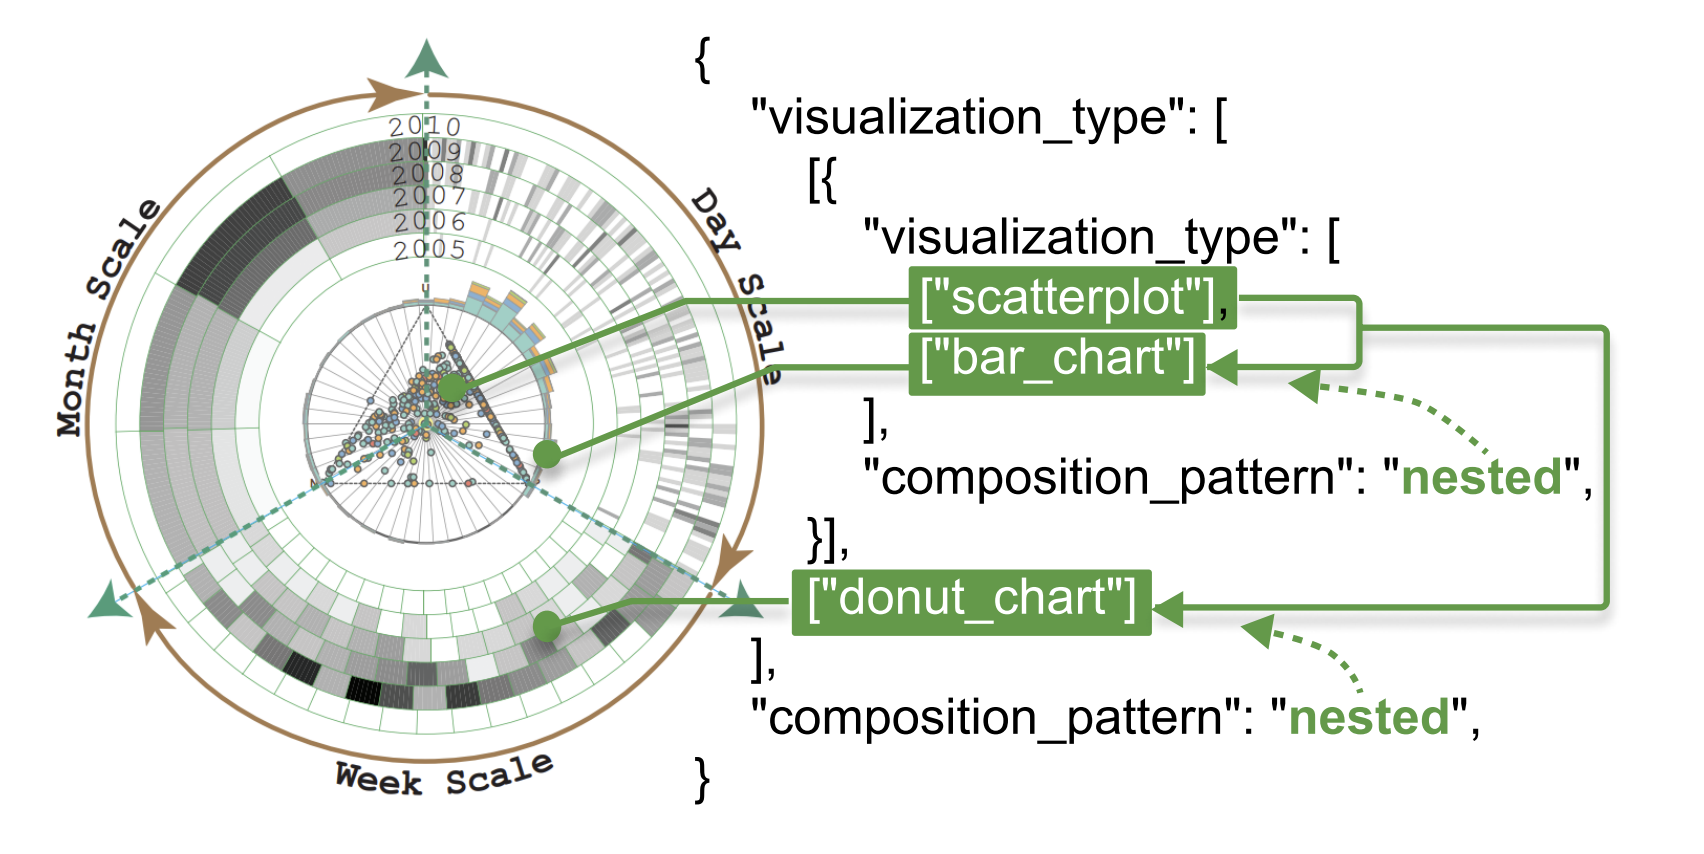 {
"visualization_type": [
[{
"visualization_type": [
["scatterplot"],
["bar_chart"]
],
"composition_pattern": "nested",
}],
["donut_chart"]
],
"composition_pattern": "nested",
}
2010
2009
2008
2007
2006
2005
Month Scale
Day Scale
Week Scale